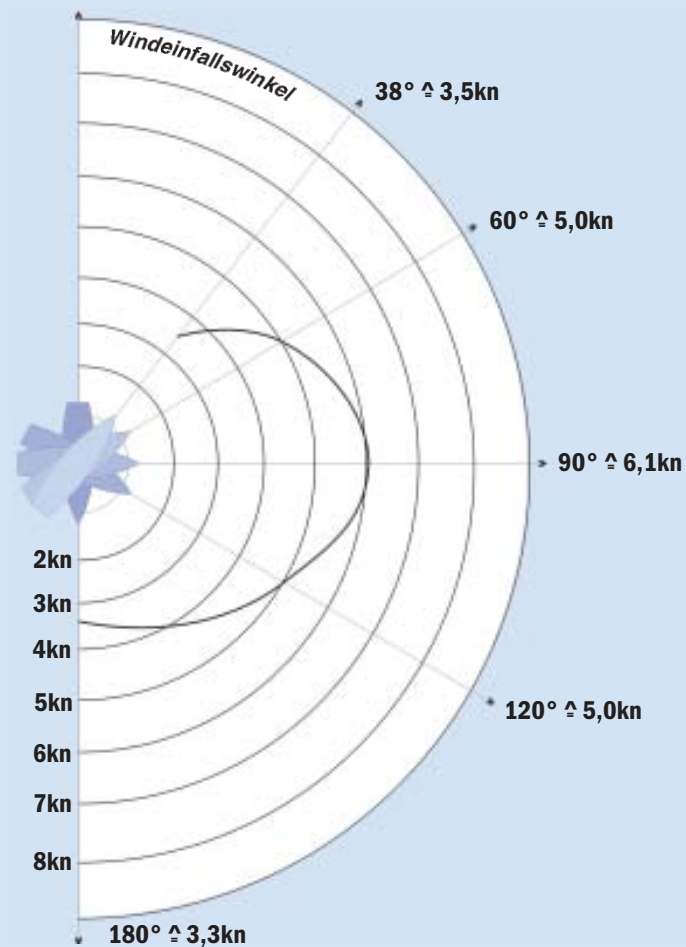 Windeinfallswinkel
38° ≙ 3,5kn
60° ≙ 5,0kn
90° ≙ 6,1kn
2kn
3kn
4kn
120° ≙ 5,0kn
5kn
6kn
7kn
8kn
180° ≙ 3,3kn